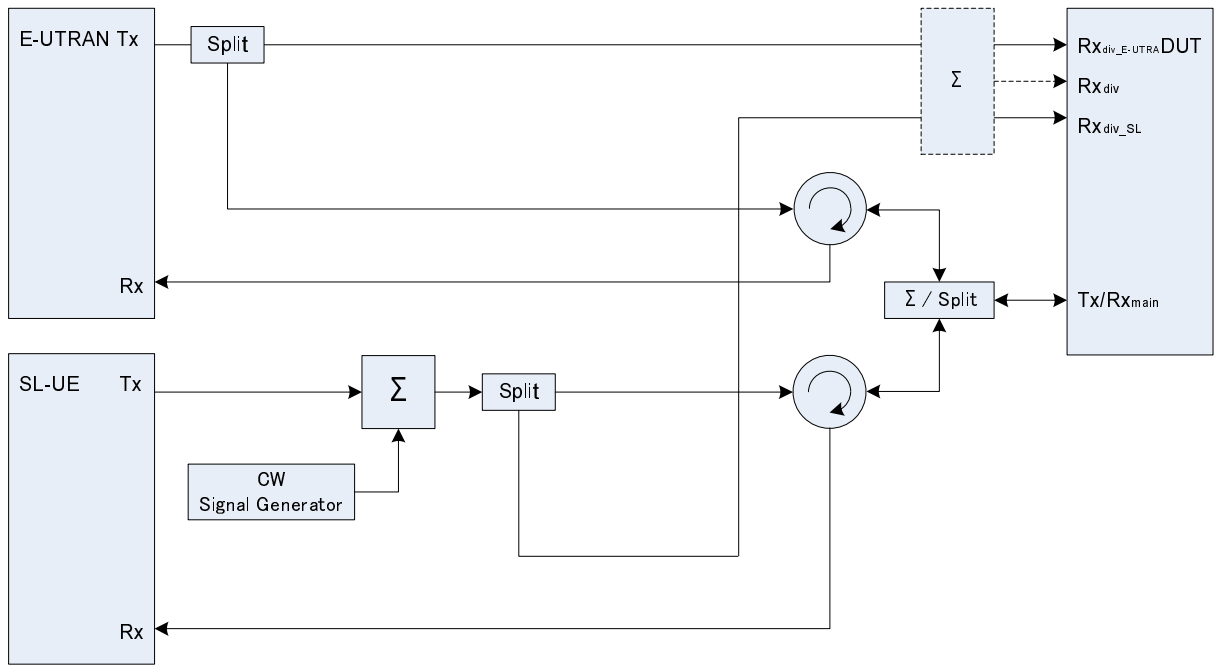 E-UTRAN Tx
Split
Σ
Rxdiv_E-UTRA DUT
Rxdiv
Rxdiv_SL
Rx
Σ / Split
Tx/Rxmain
SL-UE Tx
Σ
Split
CW
Signal Generator
Rx